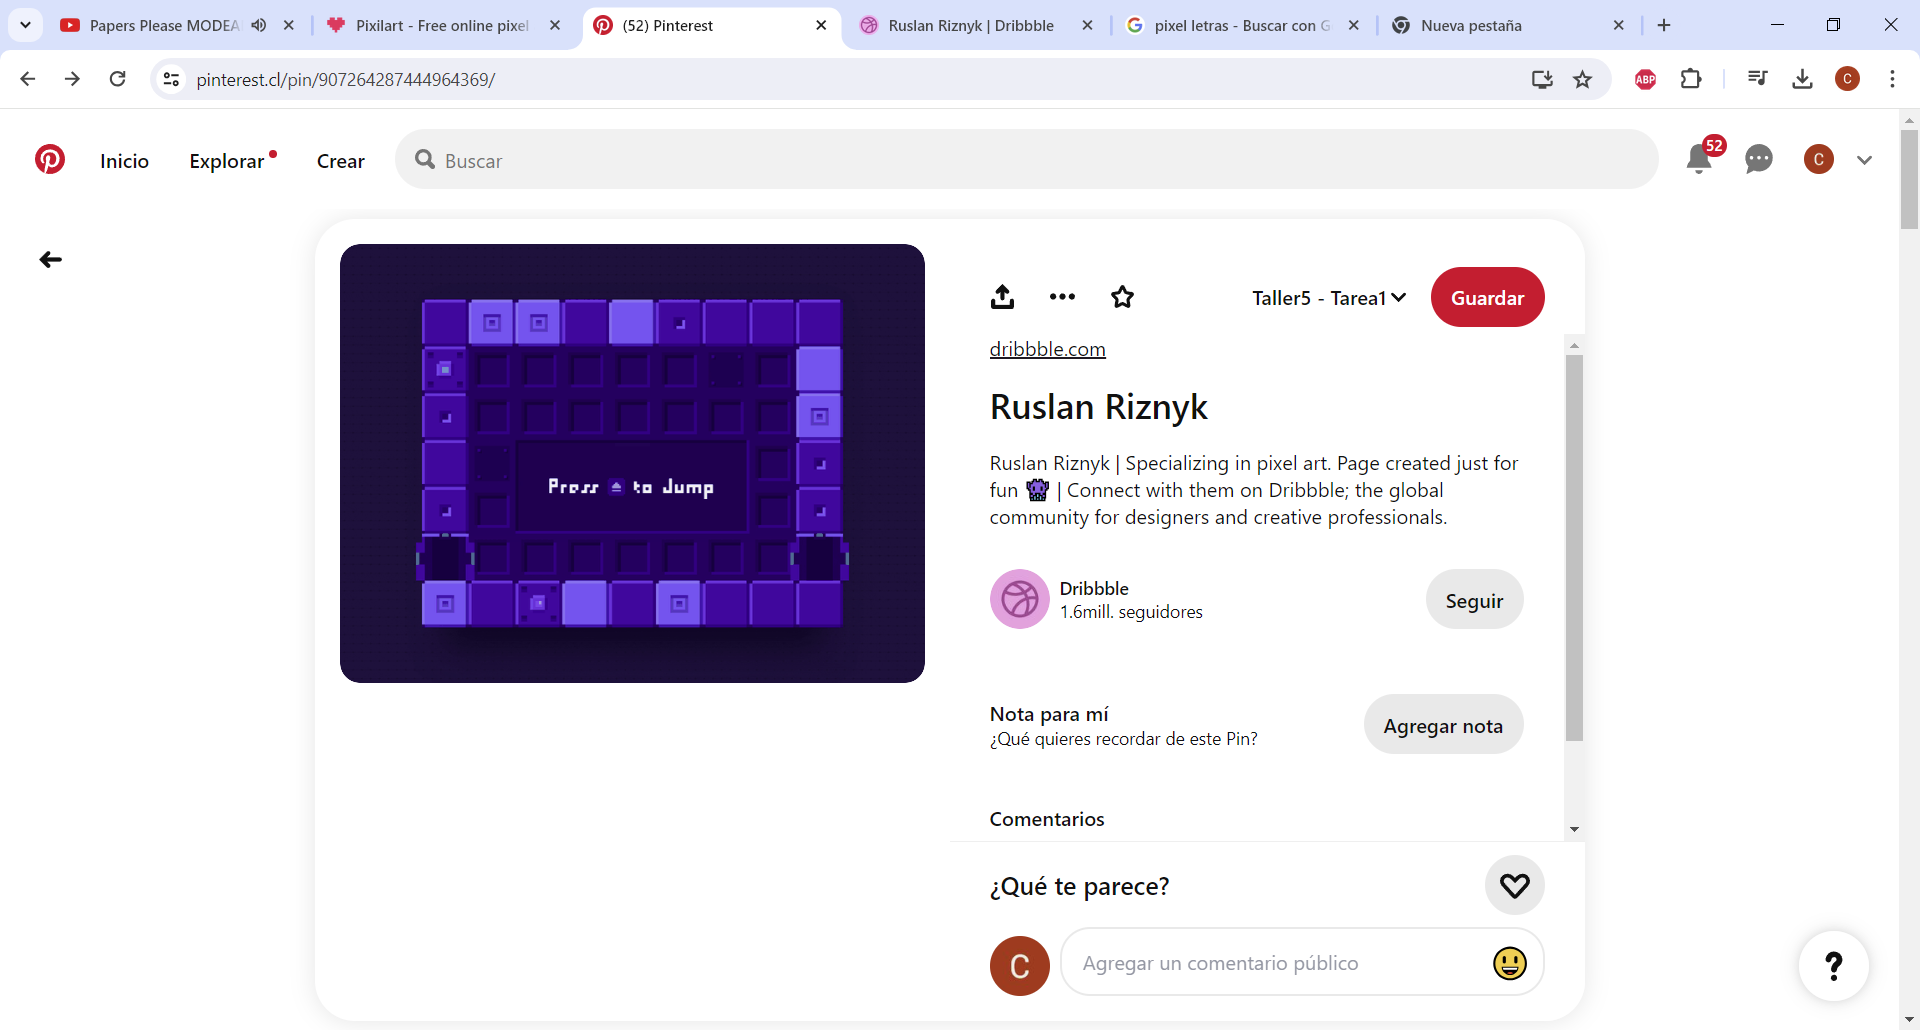 Papers Please MODEA
Pixilart - Free online pixel
(52) Pinterest
Ruslan Riznyk | Dribbble
pixel letras - Buscar con G
Nueva pestaña
pinterest.cl/pin/907264287444964369/
ABP
C
Inicio
Explorar
Crear
Buscar
52
C
Press to Jump
Taller5 - Tarea1
Guardar
dribbble.com
Ruslan Riznyk
Ruslan Riznyk | Specializing in pixel art. Page created just for
fun | Connect with them on Dribbble; the global
community for designers and creative professionals.
Dribbble
1.6mill. seguidores
Seguir
Nota para mí
¿Qué quieres recordar de este Pin?
Agregar nota
Comentarios
¿Qué te parece?
C
Agregar un comentario público
?